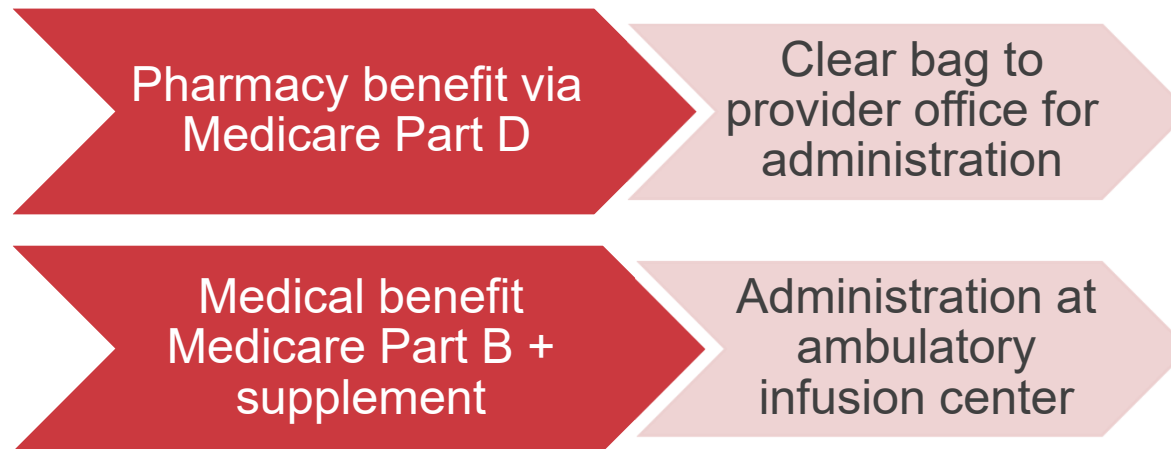 Pharmacy benefit via
Medicare Part D
Clear bag to
provider office for
administration
Medical benefit
Medicare Part B +
supplement
Administration at
ambulatory
infusion center